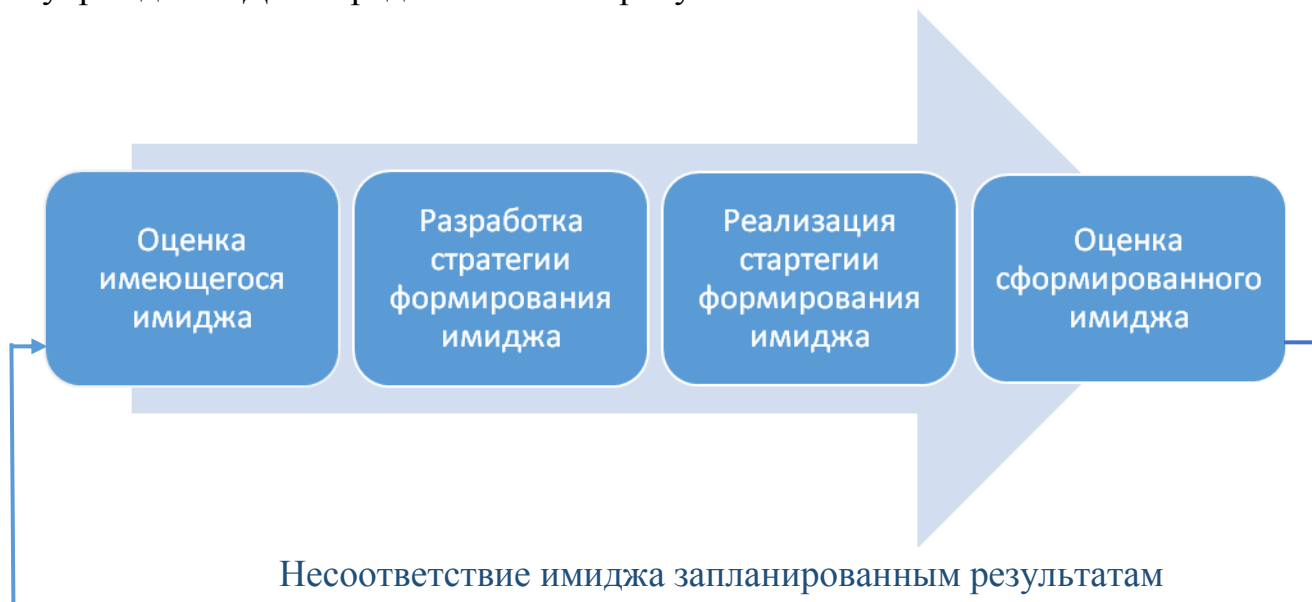 Оценка
имеющегося
имиджа
Разработка
стратегии
формирования
имиджа
Реализация
стартегии
формирования
имиджа
Оценка
сформированного
имиджа
Несоответствие имиджа запланированным результатам